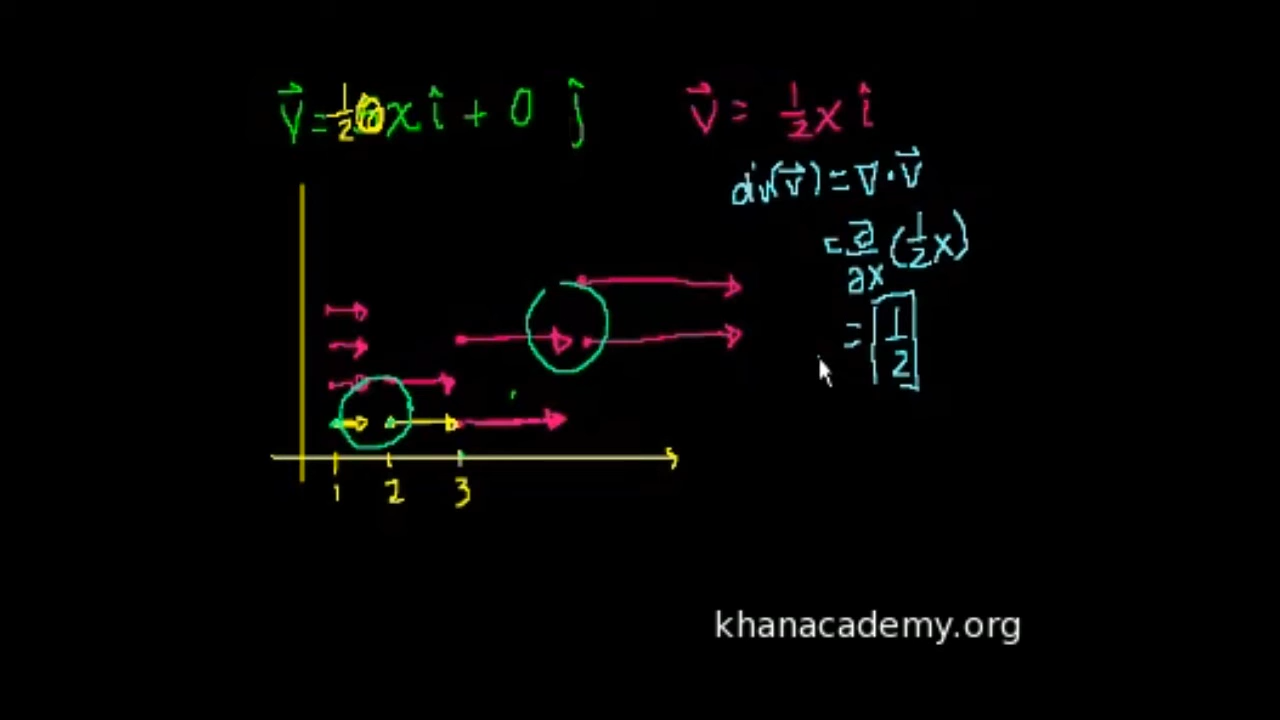 v⃗ = ½ x î + 0 ĵ
v⃗ = ½ x î
div(v⃗) = ∇ · v⃗
= ∂/∂x (½ x)
= 1/2
1 2 3
khanacademy.org